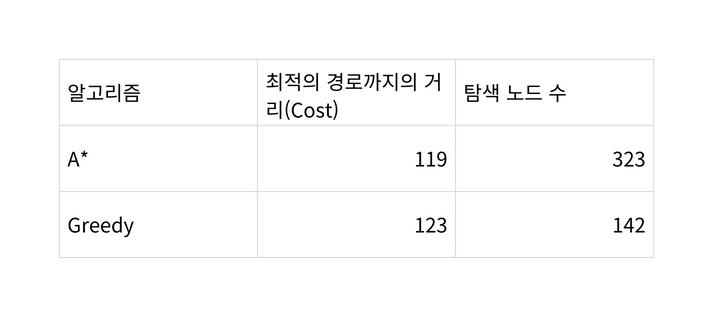 알고리즘
최적의 경로까지의 거
리(Cost)
탐색 노드 수
A*
119
323
Greedy
123
142